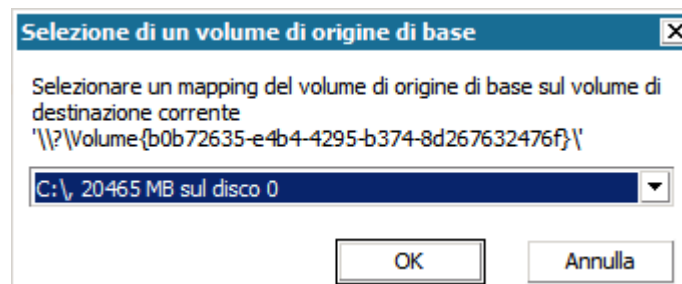 Selezione di un volume di origine di base
Selezionare un mapping del volume di origine di base sul volume di
destinazione corrente
'\\?\Volume{b0b72635-e4b4-4295-b374-8d267632476f}\'
C:\, 20465 MB sul disco 0
OK
Annulla